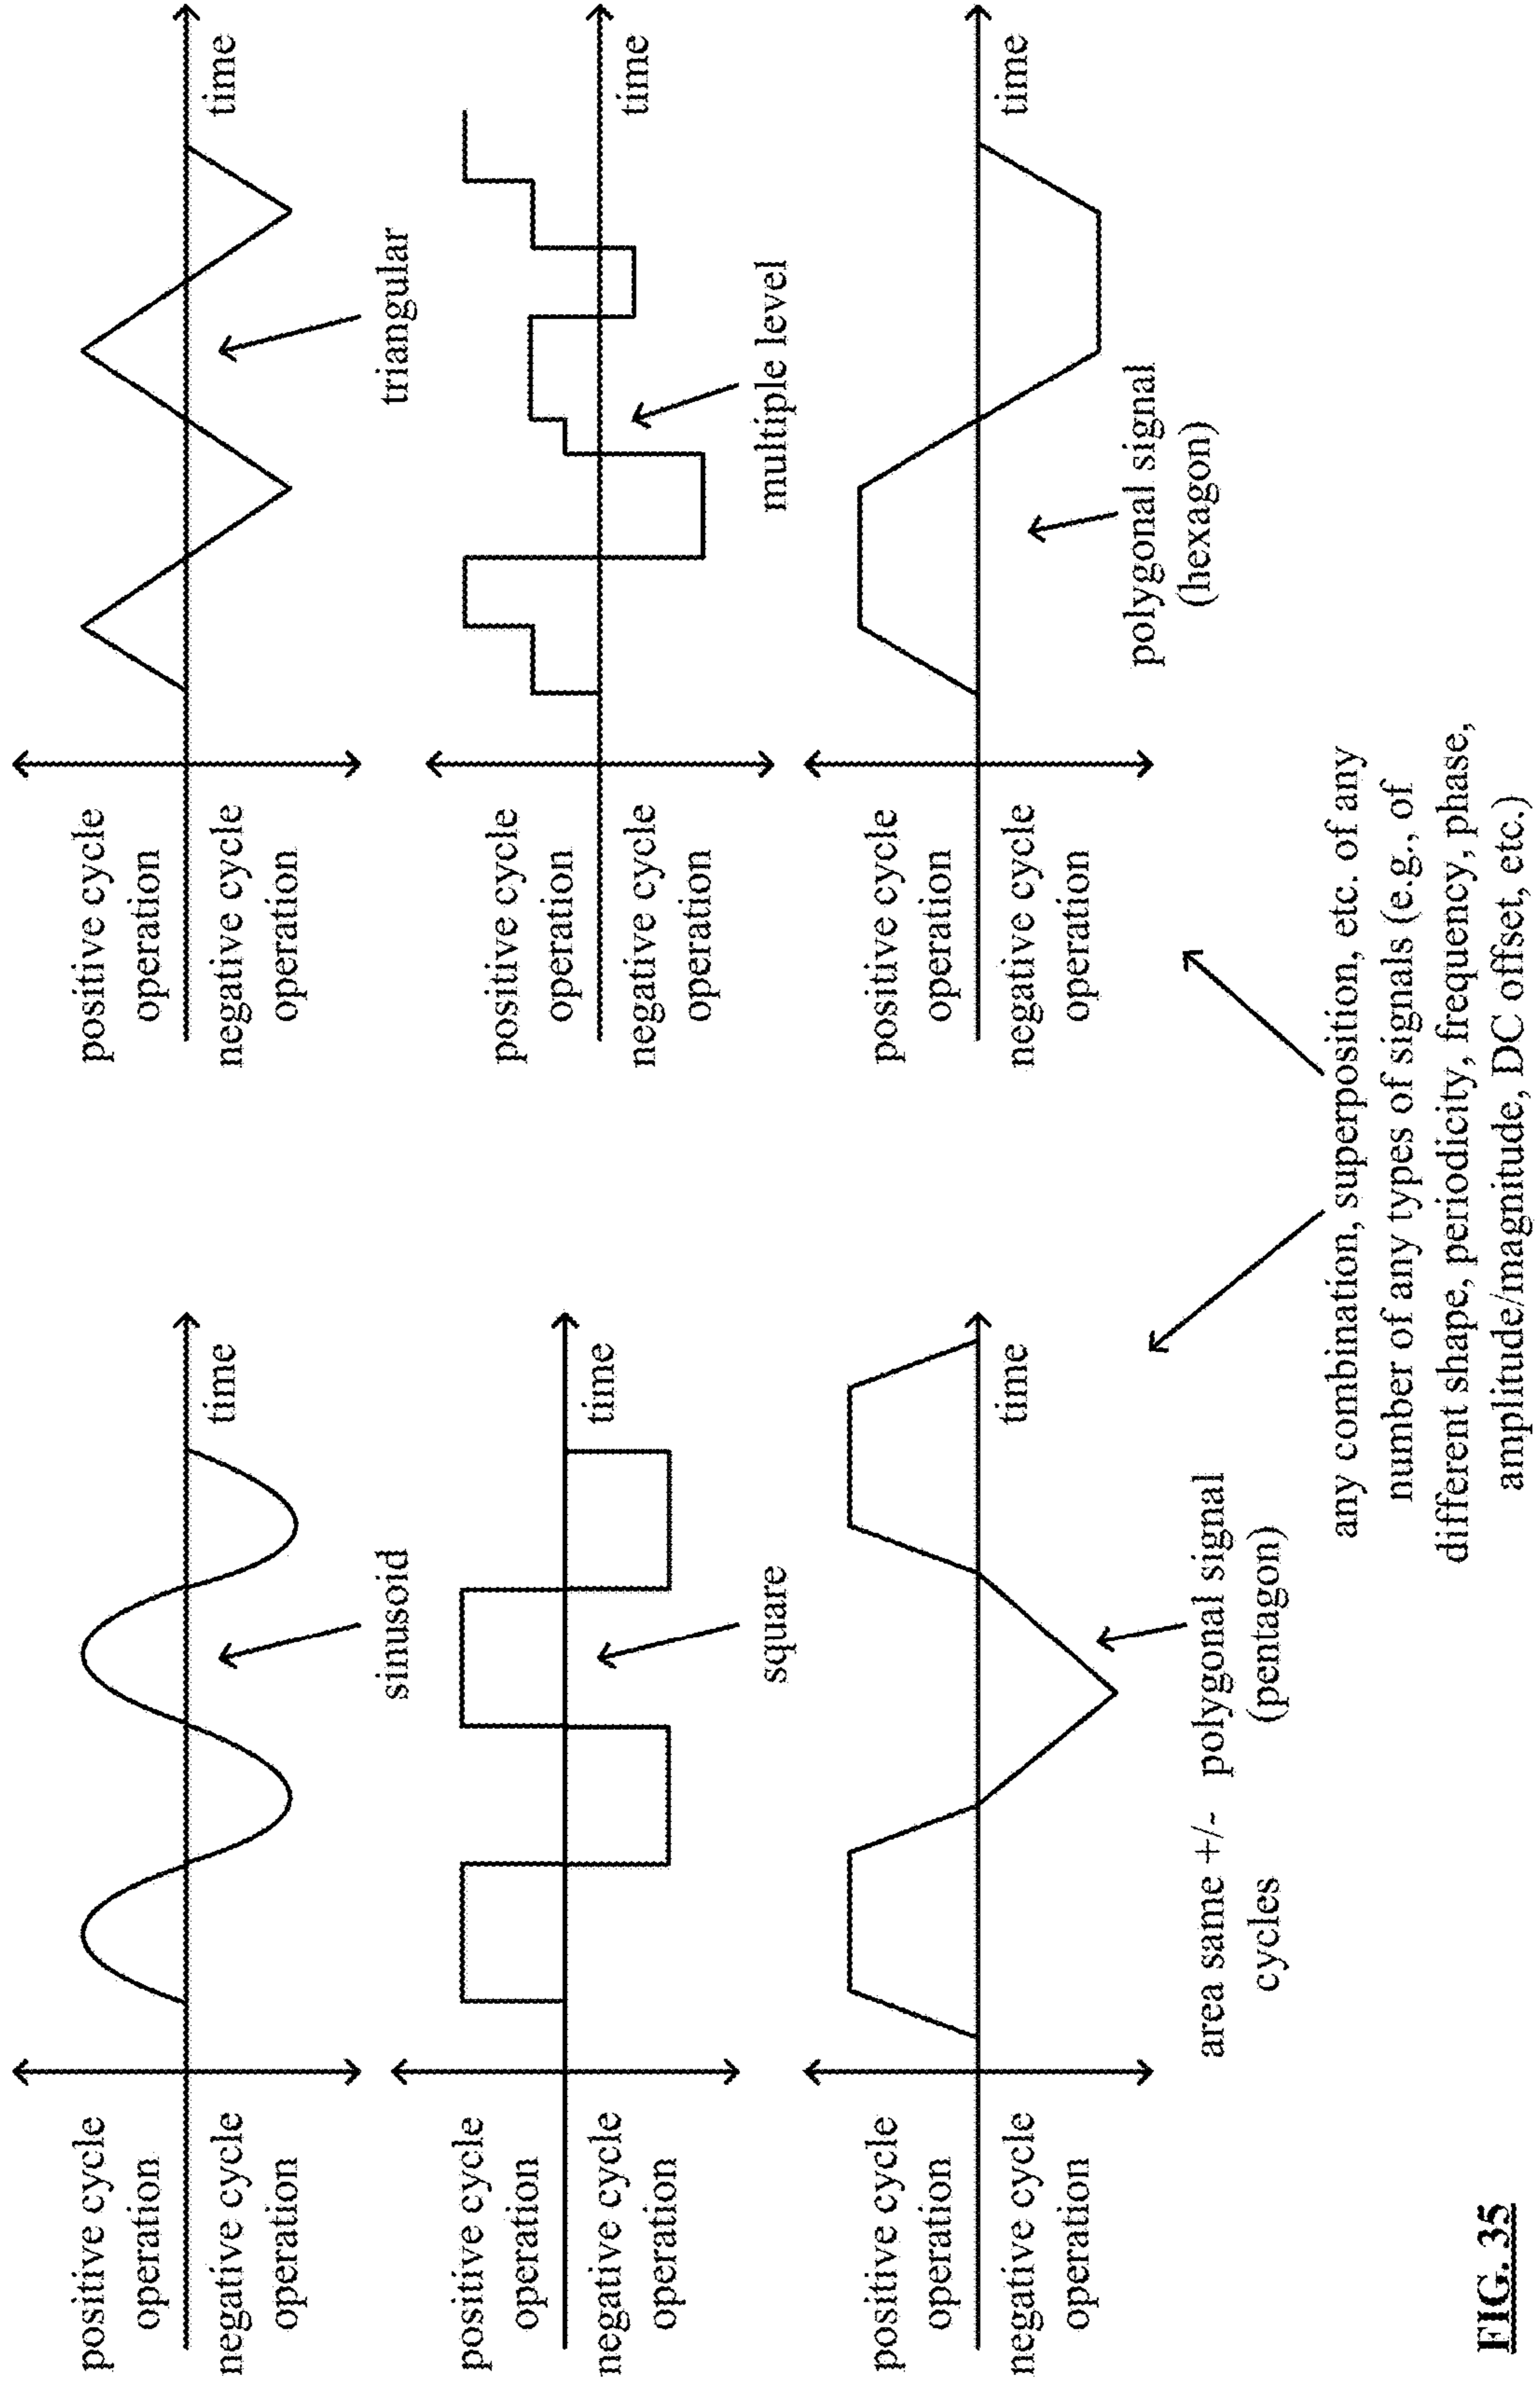 positive cycle
operation
negative cycle
operation
time
sinusoid
positive cycle
operation
negative cycle
operation
time
triangular
positive cycle
operation
negative cycle
operation
time
square
positive cycle
operation
negative cycle
operation
time
multiple level
positive cycle
operation
negative cycle
operation
time
area same +/-
cycles
polygonal signal
(pentagon)
positive cycle
operation
negative cycle
operation
time
polygonal signal
(hexagon)
any combination, superposition, etc. of any
number of any types of signals (e.g., of
different shape, periodicity, frequency, phase,
amplitude/magnitude, DC offset, etc.)
FIG. 35